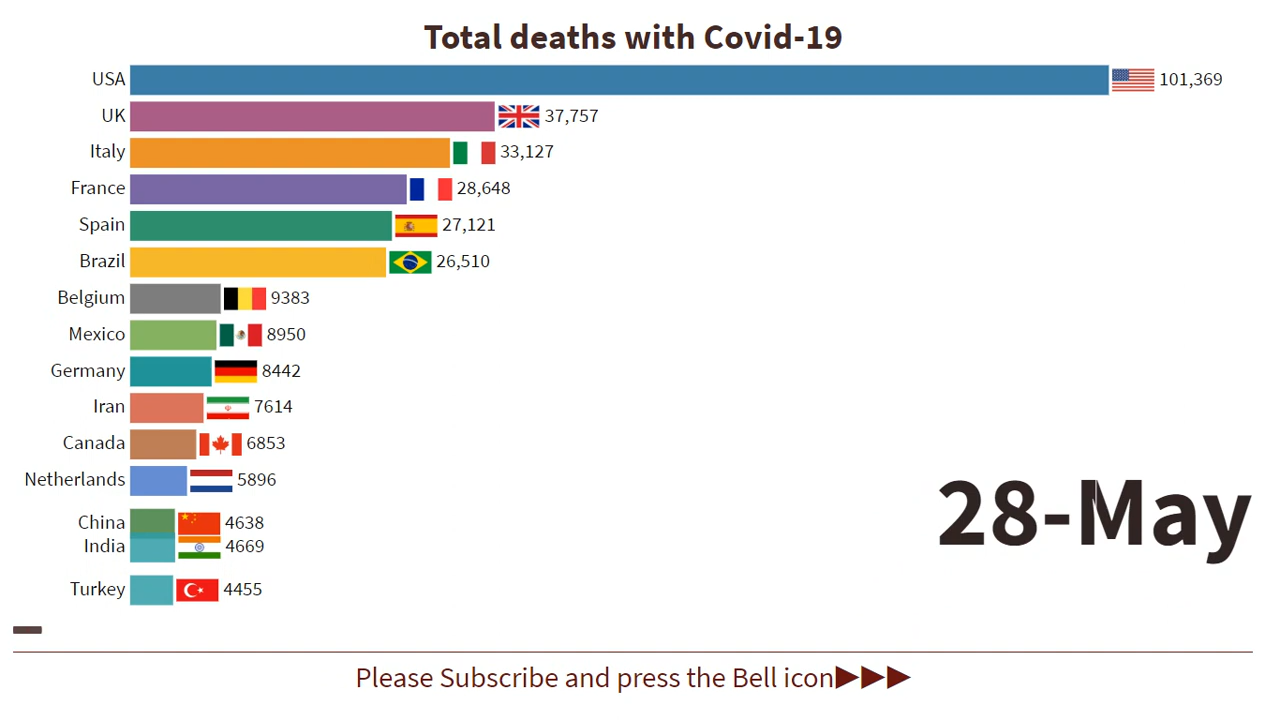 Total deaths with Covid-19
USA 101,369
UK 37,757
Italy 33,127
France 28,648
Spain 27,121
Brazil 26,510
Belgium 9383
Mexico 8950
Germany 8442
Iran 7614
Canada 6853
Netherlands 5896
China 4638
India 4669
Turkey 4455
28-May
Please Subscribe and press the Bell icon▶▶▶